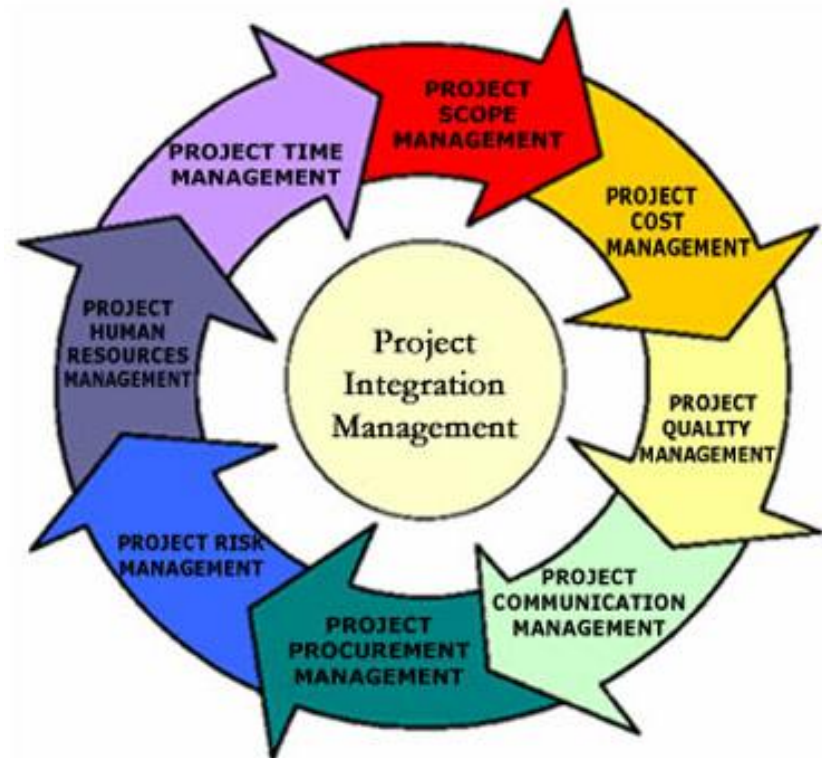 PROJECT
SCOPE
MANAGEMENT
PROJECT
COST
MANAGEMENT
PROJECT
QUALITY
MANAGEMENT
PROJECT
COMMUNICATION
MANAGEMENT
PROJECT
PROCUREMENT
MANAGEMENT
PROJECT RISK
MANAGEMENT
PROJECT
HUMAN
RESOURCES
MANAGEMENT
PROJECT TIME
MANAGEMENT
Project
Integration
Management